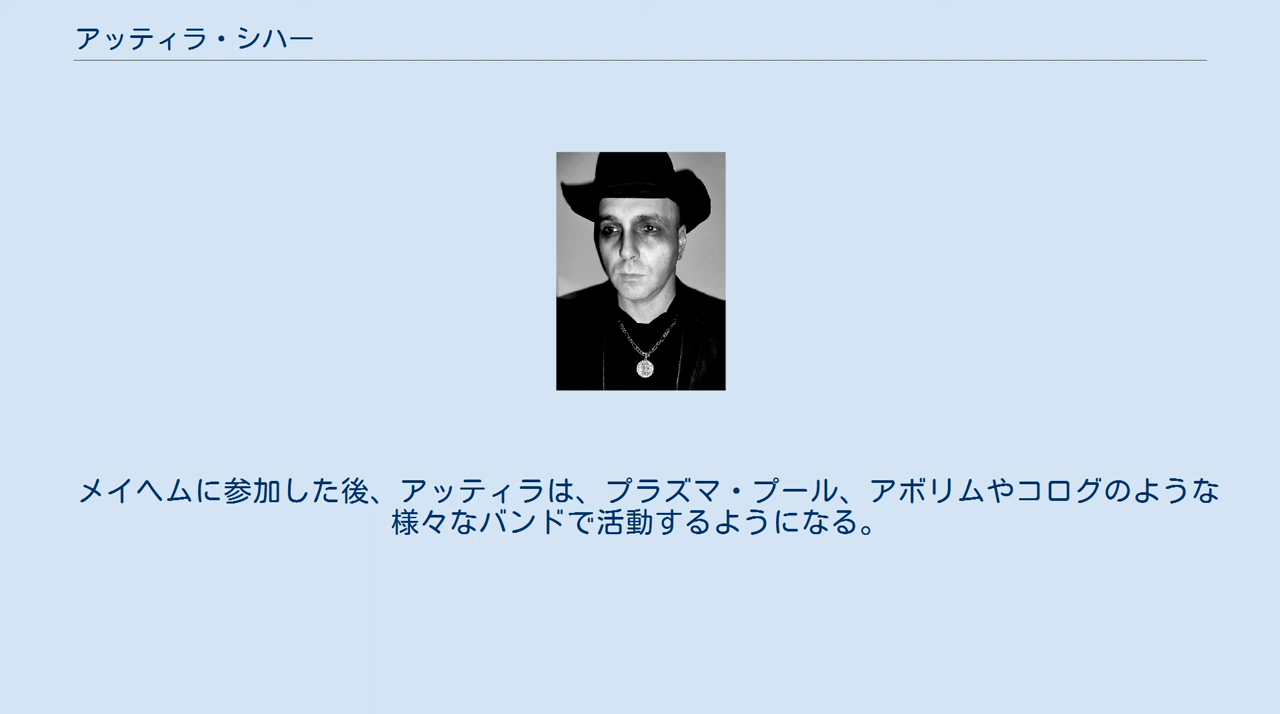 アッティラ・シハー
メイヘムに参加した後、アッティラは、プラズマ・プール、アボリムやコログのような
様々なバンドで活動するようになる。